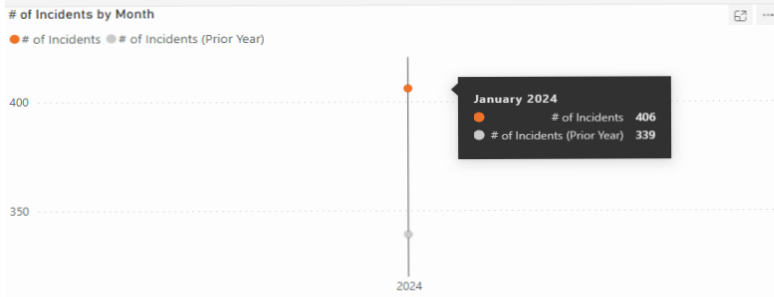 # of Incidents by Month
# of Incidents # of Incidents (Prior Year)
400
January 2024
# of Incidents 406
# of Incidents (Prior Year) 339
350
2024